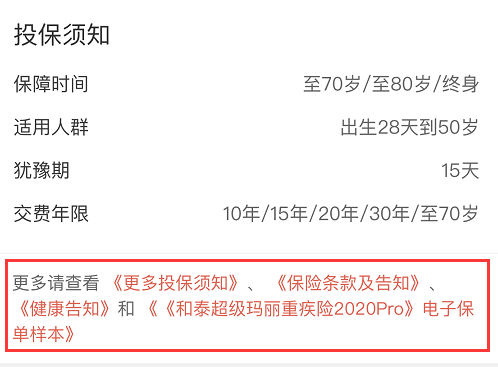 投保须知
保障时间 至70岁/至80岁/终身
适用人群 出生28天到50岁
犹豫期 15天
交费年限 10年/15年/20年/30年/至70岁
更多请查看 《更多投保须知》、 《保险条款及告知》、
《健康告知》和 《《和泰超级玛丽重疾险2020Pro》电子保
单样本》